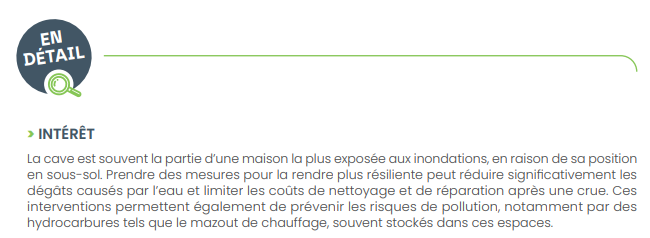 EN
DÉTAIL
> INTÉRÊT
La cave est souvent la partie d'une maison la plus exposée aux inondations, en raison de sa position
en sous-sol. Prendre des mesures pour la rendre plus résiliente peut réduire significativement les
dégâts causés par l'eau et limiter les coûts de nettoyage et de réparation après une crue. Ces
interventions permettent également de prévenir les risques de pollution, notamment par des
hydrocarbures tels que le mazout de chauffage, souvent stockés dans ces espaces.